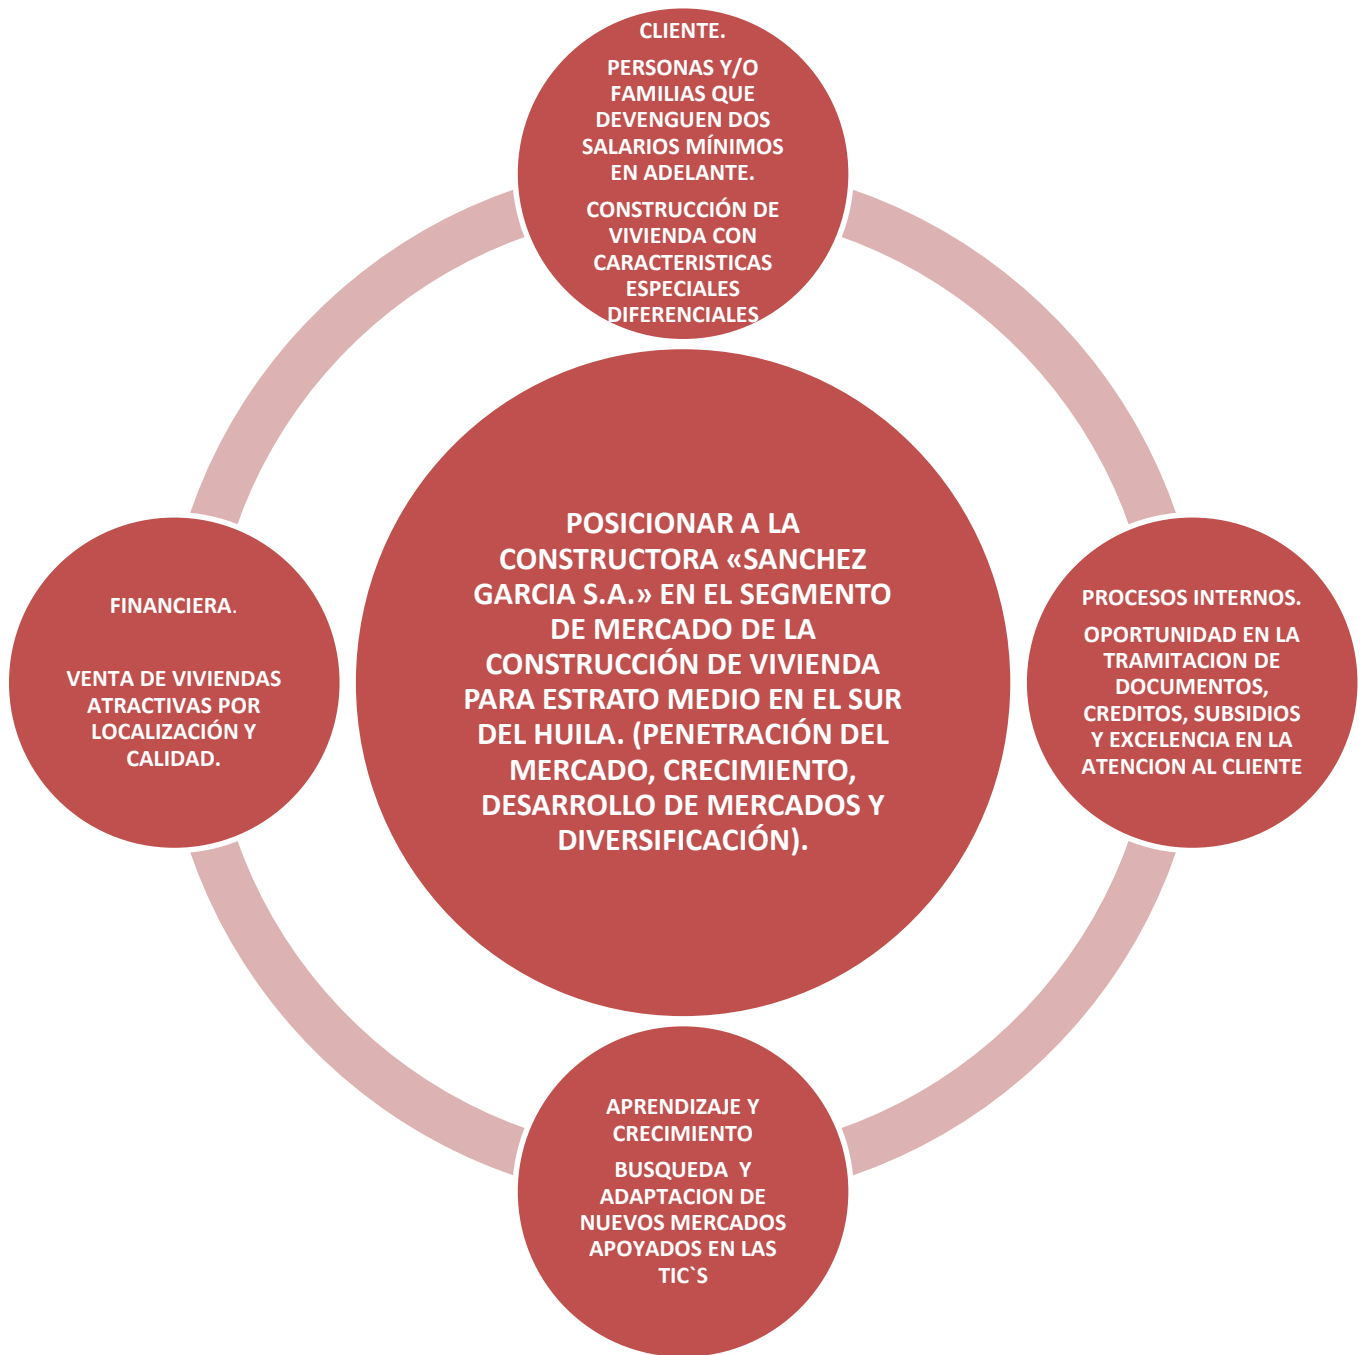 CLIENTE.
PERSONAS Y/O
FAMILIAS QUE
DEVENGUEN DOS
SALARIOS MÍNIMOS
EN ADELANTE.
CONSTRUCCIÓN DE
VIVIENDA CON
CARACTERISTICAS
ESPECIALES
DIFERENCIALES
POSICIONAR A LA
CONSTRUCTORA «SANCHEZ
GARCIA S.A.» EN EL SEGMENTO
DE MERCADO DE LA
CONSTRUCCIÓN DE VIVIENDA
PARA ESTRATO MEDIO EN EL SUR
DEL HUILA. (PENETRACIÓN DEL
MERCADO, CRECIMIENTO,
DESARROLLO DE MERCADOS Y
DIVERSIFICACIÓN).
FINANCIERA.
VENTA DE VIVIENDAS
ATRACTIVAS POR
LOCALIZACIÓN Y
CALIDAD.
PROCESOS INTERNOS.
OPORTUNIDAD EN LA
TRAMITACION DE
DOCUMENTOS,
CREDITOS, SUBSIDIOS
Y EXCELENCIA EN LA
ATENCION AL CLIENTE
APRENDIZAJE Y
CRECIMIENTO
BUSQUEDA  Y
ADAPTACION DE
NUEVOS MERCADOS
APOYADOS EN LAS
TIC`S